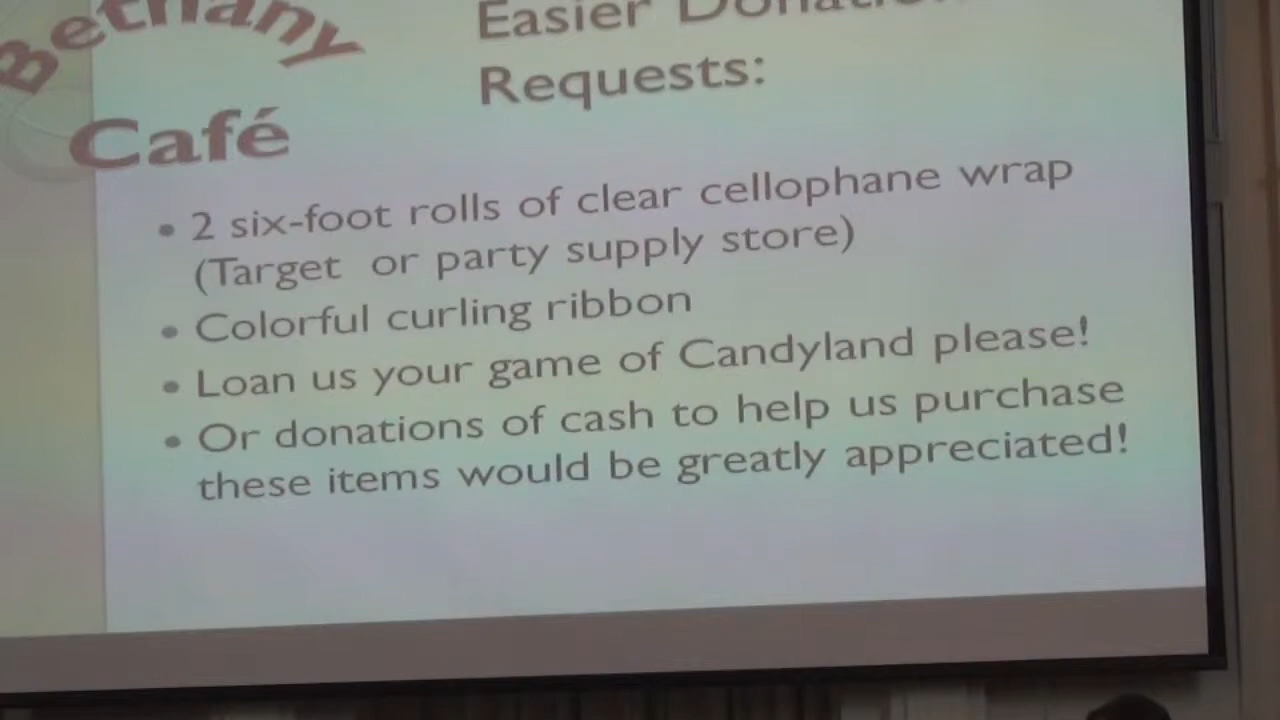 Bethany
Café
Easier Donation
Requests:
• 2 six-foot rolls of clear cellophane wrap
(Target or party supply store)
• Colorful curling ribbon
• Loan us your game of Candyland please!
• Or donations of cash to help us purchase
these items would be greatly appreciated!